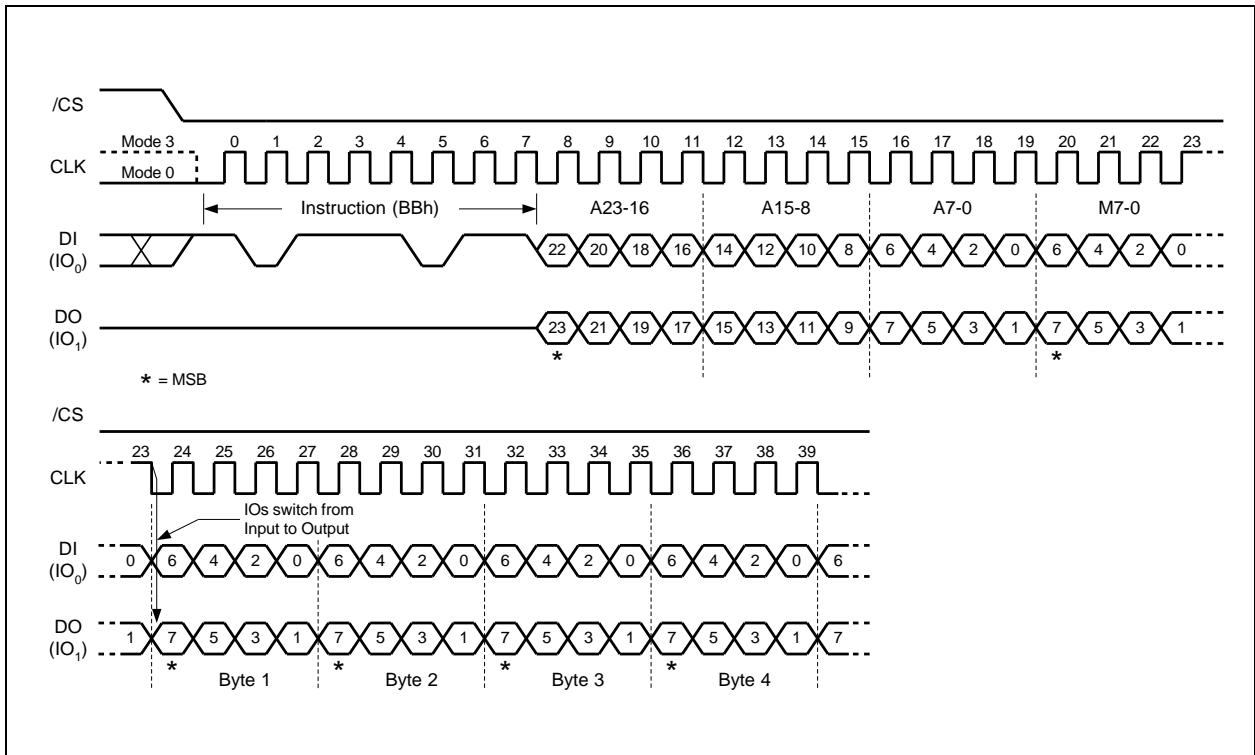 /CS
Mode 3 0 1 2 3 4 5 6 7 8 9 10 11 12 13 14 15 16 17 18 19 20 21 22 23
CLK
Mode 0
Instruction (BBh) A23-16 A15-8 A7-0 M7-0
DI
(IO0) 22 20 18 16 14 12 10 8 6 4 2 0 6 4 2 0
DO
(IO1) 23 21 19 17 15 13 11 9 7 5 3 1 7 5 3 1
* *
* = MSB
/CS
23 24 25 26 27 28 29 30 31 32 33 34 35 36 37 38 39
CLK
IOs switch from
Input to Output
DI
(IO0) 0 6 4 2 0 6 4 2 0 6 4 2 0 6 4 2 0 6
DO
(IO1) 1 7 5 3 1 7 5 3 1 7 5 3 1 7 5 3 1 7
* * * *
Byte 1 Byte 2 Byte 3 Byte 4